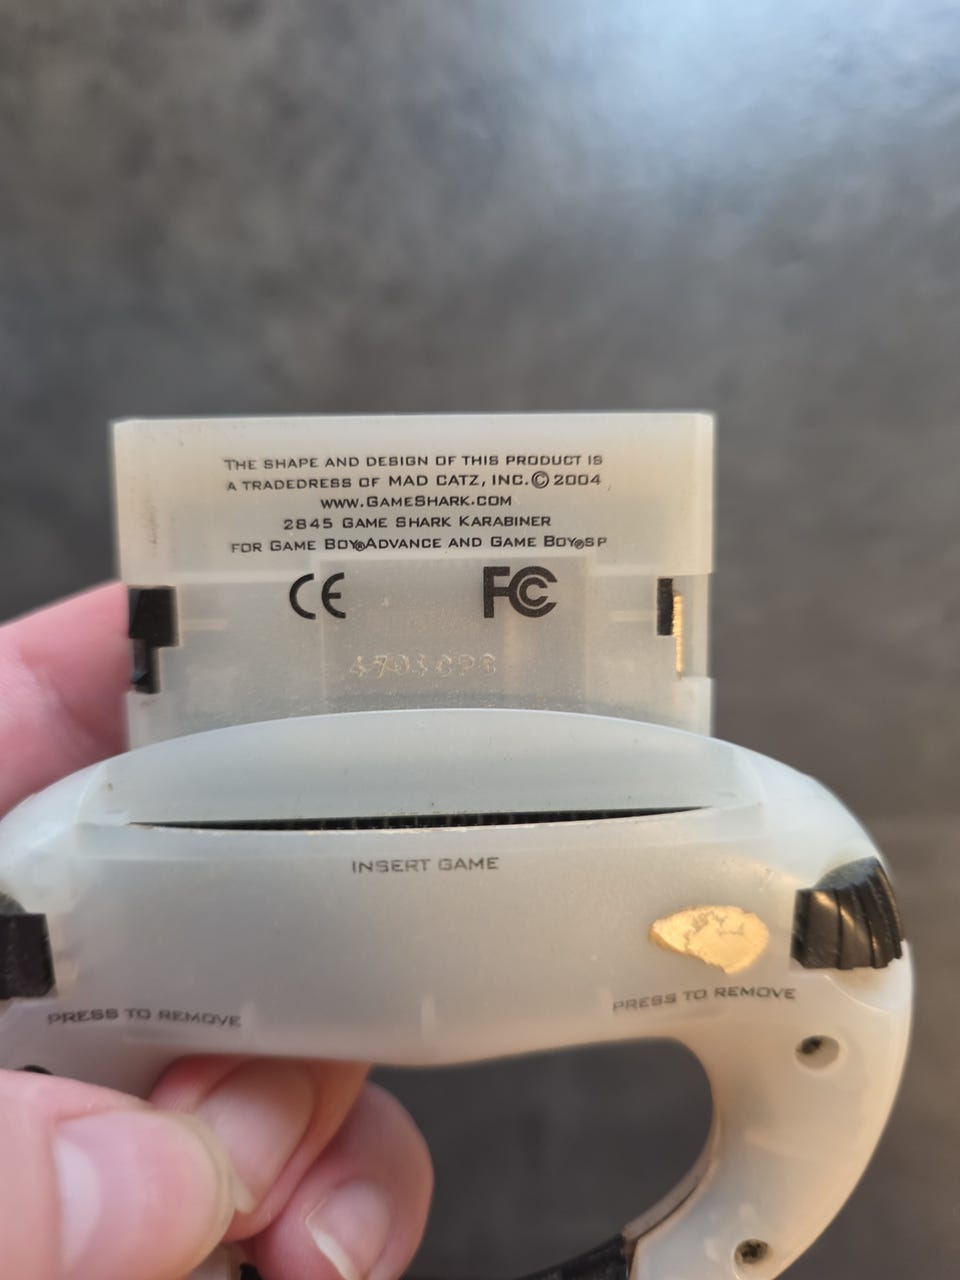 THE SHAPE AND DESIGN OF THIS PRODUCT IS
A TRADEDRESS OF MAD CATZ, INC.© 2004
WWW.GAMESHARK.COM
2845 GAME SHARK KARABINER
FOR GAME BOY®ADVANCE AND GAME BOY®SP
CE FC
INSERT GAME
PRESS TO REMOVE PRESS TO REMOVE